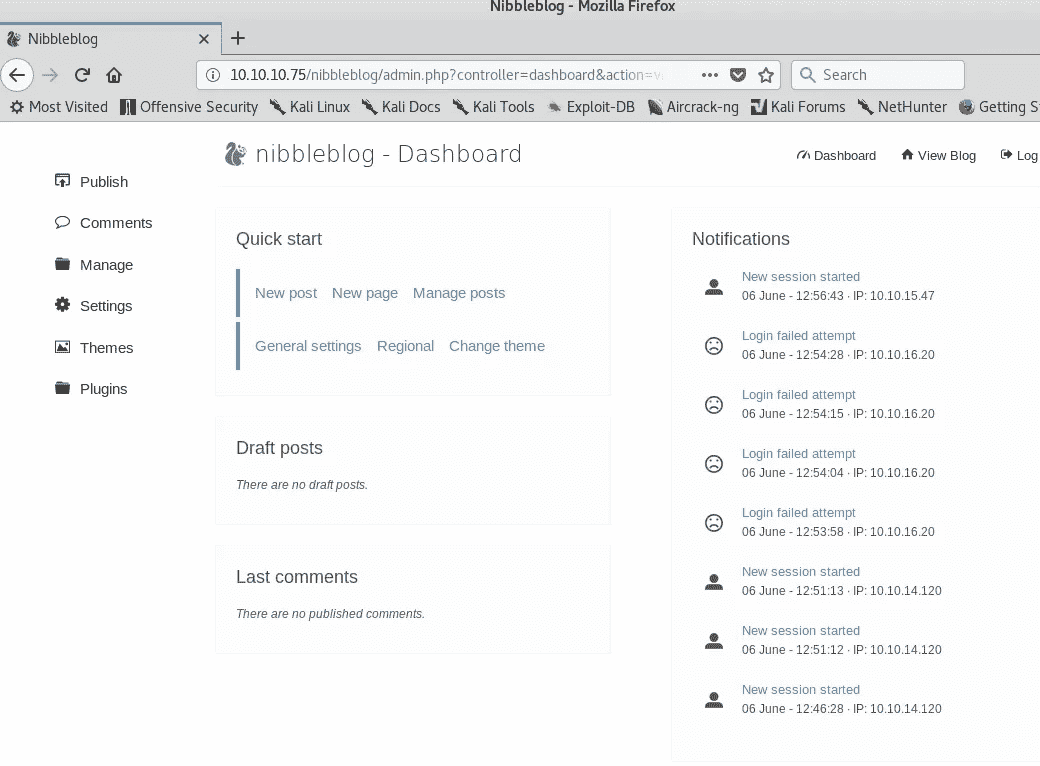 Nibbleblog - Mozilla Firefox
Nibbleblog
10.10.10.75/nibbleblog/admin.php?controller=dashboard&action=v
Search
Most Visited Offensive Security Kali Linux Kali Docs Kali Tools Exploit-DB Aircrack-ng Kali Forums NetHunter Getting S
nibbleblog - Dashboard
Dashboard View Blog Log
Publish
Comments
Manage
Settings
Themes
Plugins
Quick start
New post New page Manage posts
General settings Regional Change theme
Draft posts
There are no draft posts.
Last comments
There are no published comments.
Notifications
New session started
06 June - 12:56:43 · IP: 10.10.15.47
Login failed attempt
06 June - 12:54:28 · IP: 10.10.16.20
Login failed attempt
06 June - 12:54:15 · IP: 10.10.16.20
Login failed attempt
06 June - 12:54:04 · IP: 10.10.16.20
Login failed attempt
06 June - 12:53:58 · IP: 10.10.16.20
New session started
06 June - 12:51:13 · IP: 10.10.14.120
New session started
06 June - 12:51:12 · IP: 10.10.14.120
New session started
06 June - 12:46:28 · IP: 10.10.14.120